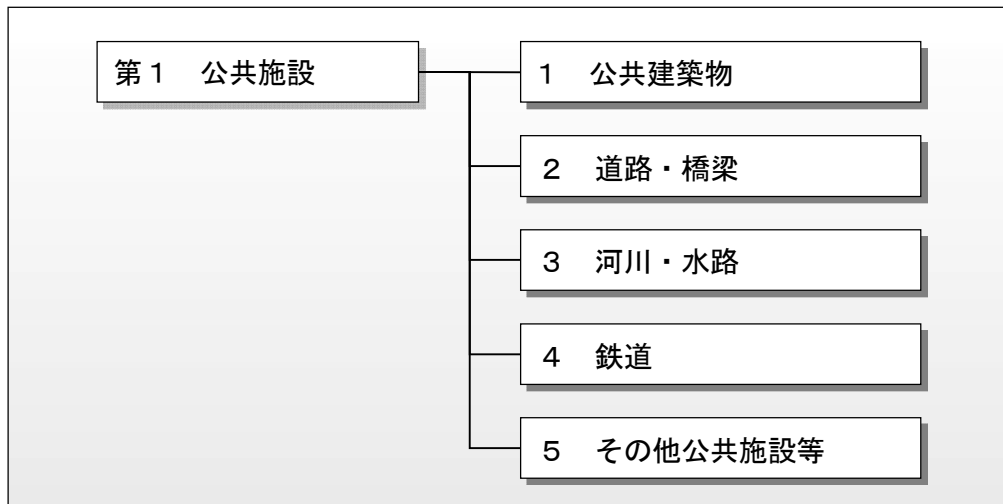 第１　公共施設
１　公共建築物
２　道路・橋梁
３　河川・水路
４　鉄道
５　その他公共施設等